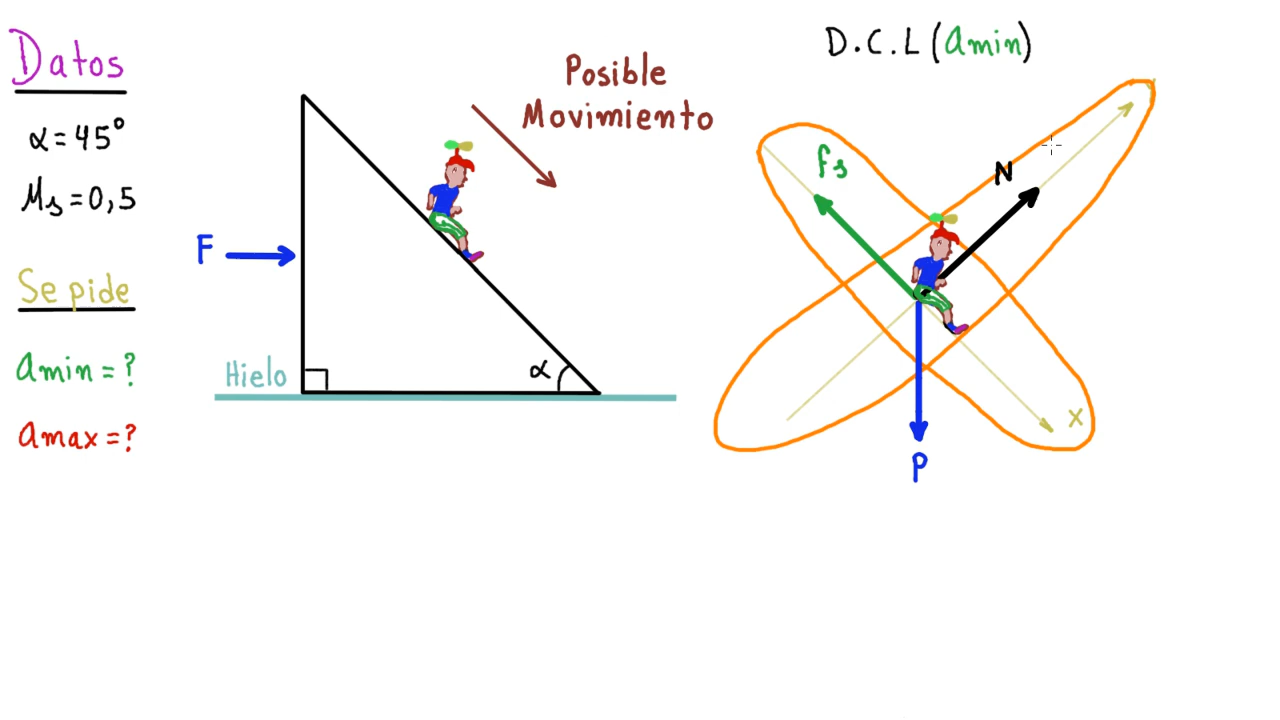 Datos
α = 45°
μs = 0,5
Se pide
amin = ?
amax = ?
F
Hielo
α
Posible
Movimiento
D.C.L (amin)
fs
N
x
P